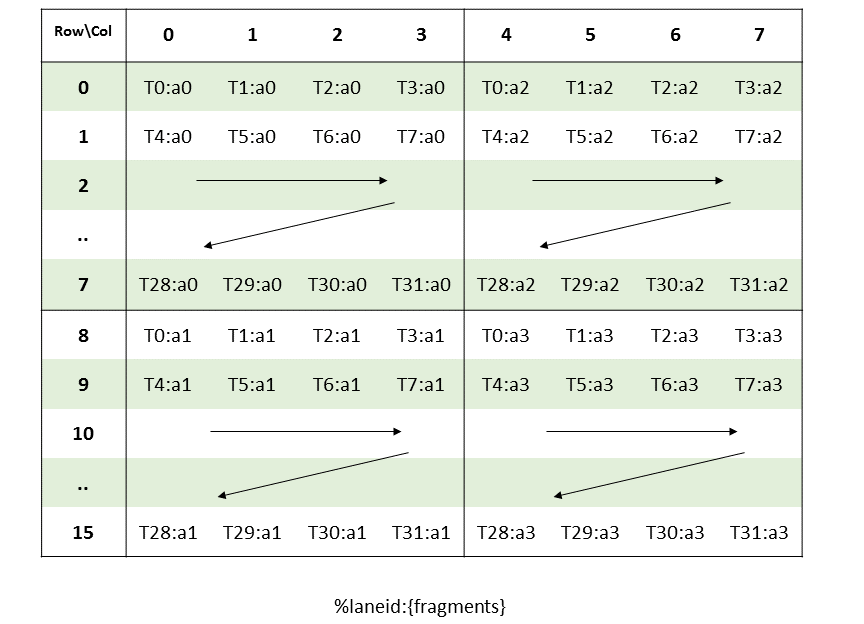 Row\Col 0 1 2 3 4 5 6 7
0 T0:a0 T1:a0 T2:a0 T3:a0 T0:a2 T1:a2 T2:a2 T3:a2
1 T4:a0 T5:a0 T6:a0 T7:a0 T4:a2 T5:a2 T6:a2 T7:a2
2
..
7 T28:a0 T29:a0 T30:a0 T31:a0 T28:a2 T29:a2 T30:a2 T31:a2
8 T0:a1 T1:a1 T2:a1 T3:a1 T0:a3 T1:a3 T2:a3 T3:a3
9 T4:a1 T5:a1 T6:a1 T7:a1 T4:a3 T5:a3 T6:a3 T7:a3
10
..
15 T28:a1 T29:a1 T30:a1 T31:a1 T28:a3 T29:a3 T30:a3 T31:a3
%laneid:{fragments}